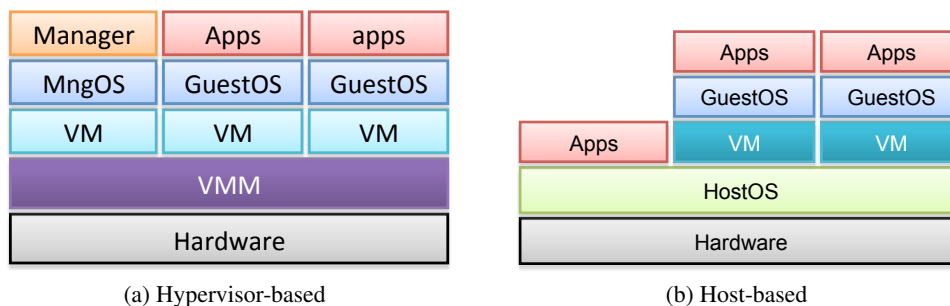 Manager Apps apps
MngOS GuestOS GuestOS
VM VM VM
VMM
Hardware
(a) Hypervisor-based
Apps Apps
GuestOS GuestOS
Apps VM VM
HostOS
Hardware
(b) Host-based